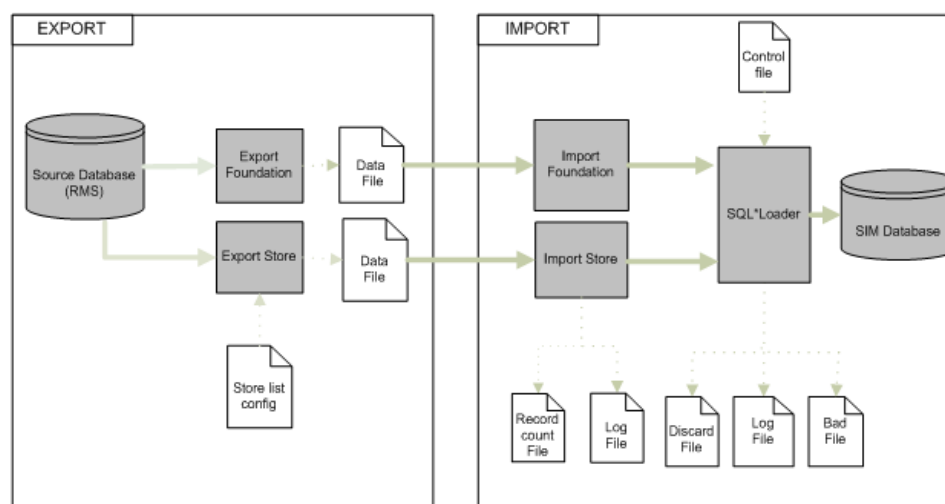 EXPORT
Source Database
(RMS)
Export
Foundation
Data
File
Export Store
Data
File
Store list
config
IMPORT
Control
file
Import
Foundation
SQL*Loader
SIM Database
Import Store
Record
count
File
Log
File
Discard
File
Log
File
Bad
File